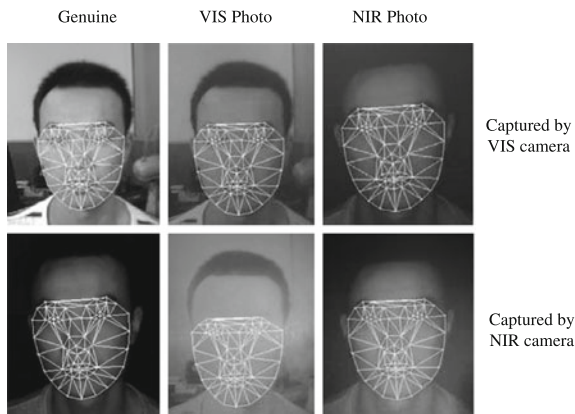 Genuine
VIS Photo
NIR Photo
Captured by
VIS camera
Captured by
NIR camera